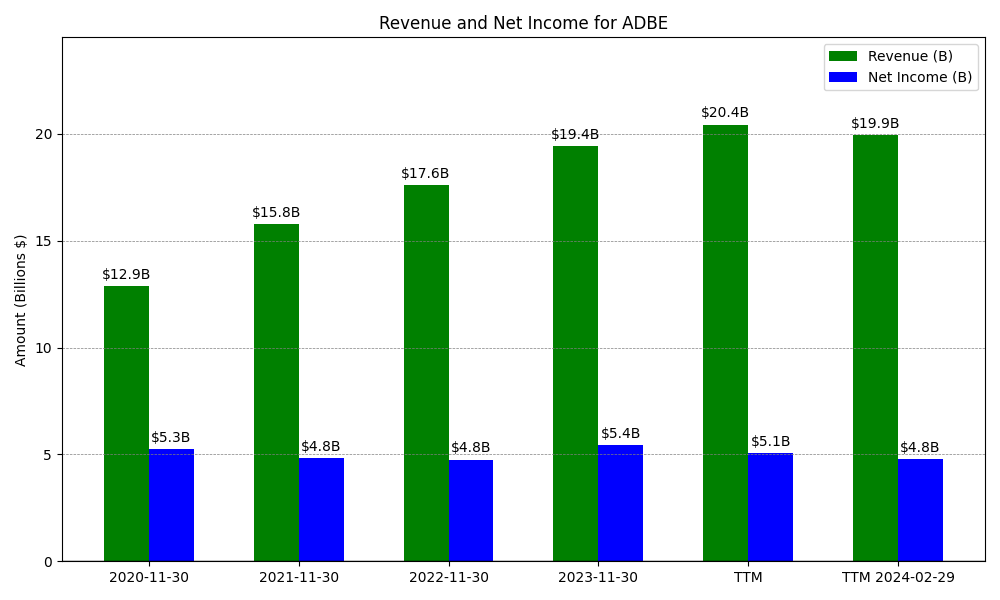 Revenue and Net Income for ADBE
Revenue (B)
Net Income (B)
Amount (Billions $)
20
15
10
5
0
$12.9B
$5.3B
$15.8B
$4.8B
$17.6B
$4.8B
$19.4B
$5.4B
$20.4B
$5.1B
$19.9B
$4.8B
2020-11-30
2021-11-30
2022-11-30
2023-11-30
TTM
TTM 2024-02-29